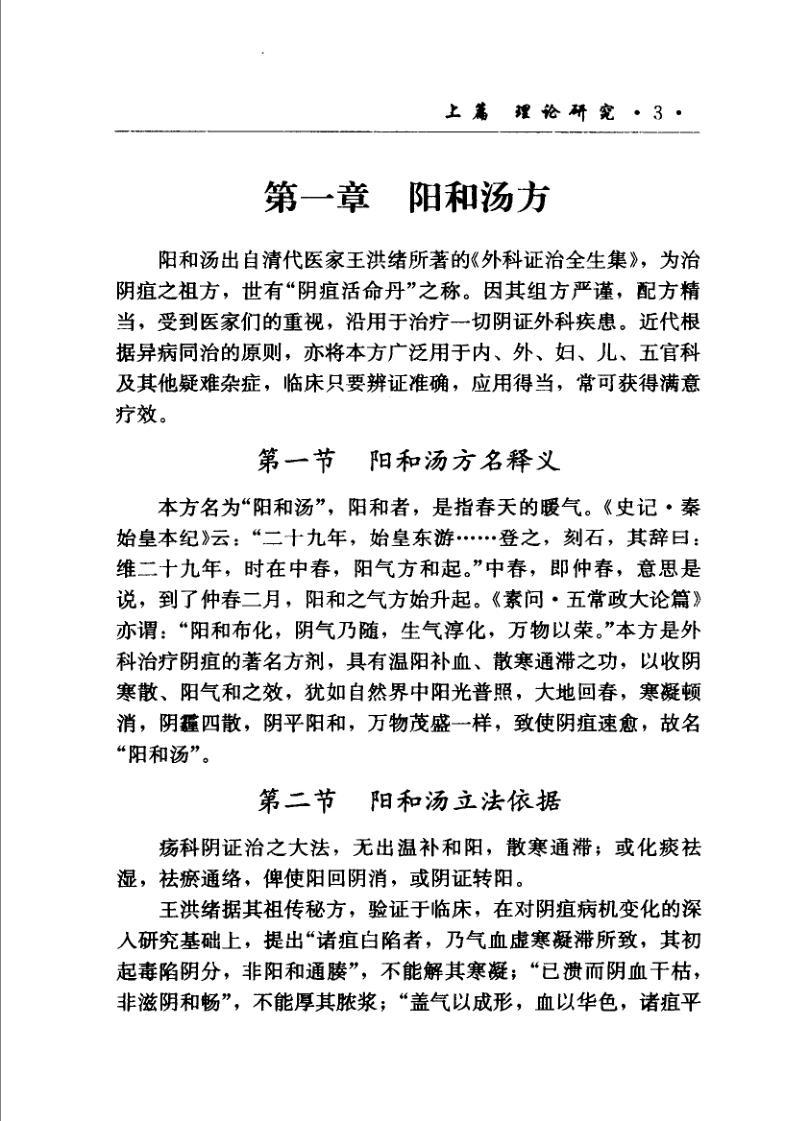 上篇 理论研究 · 3 ·
第一章 阳和汤方
阳和汤出自清代医家王洪绪所著的《外科证治全生集》，为治
阴疽之祖方，世有“阴疽活命丹”之称。因其组方严谨，配方精
当，受到医家们的重视，沿用于治疗一切阴证外科疾患。近代根
据异病同治的原则，亦将本方广泛用于内、外、妇、儿、五官科
及其他疑难杂症，临床只要辨证准确，应用得当，常可获得满意
疗效。
第一节 阳和汤方名释义
本方名为“阳和汤”，阳和者，是指春天的暖气。《史记·秦
始皇本纪》云：“二十九年，始皇东游……登之，刻石，其辞曰：
维二十九年，时在中春，阳气方和起。”中春，即仲春，意思是
说，到了仲春二月，阳和之气方始升起。《素问·五常政大论篇》
亦谓：“阳和布化，阴气乃随，生气淳化，万物以荣。”本方是外
科治疗阴疽的著名方剂，具有温阳补血、散寒通滞之功，以收阴
寒散、阳气和之效，犹如自然界中阳光普照，大地回春，寒凝顿
消，阴霾四散，阴平阳和，万物茂盛一样，致使阴疽速愈，故名
“阳和汤”。
第二节 阳和汤立法依据
疡科阴证治之大法，无出温补和阳，散寒通滞；或化痰祛
湿，祛瘀通络，俾使阳回阴消，或阴证转阳。
王洪绪据其祖传秘方，验证于临床，在对阴疽病机变化的深
入研究基础上，提出“诸疽白陷者，乃气血虚寒凝滞所致，其初
起毒陷阴分，非阳和通腠”，不能解其寒凝；“已溃而阴血干枯，
非滋阴和畅”，不能厚其脓浆；“盖气以成形，血以华色，诸疽平